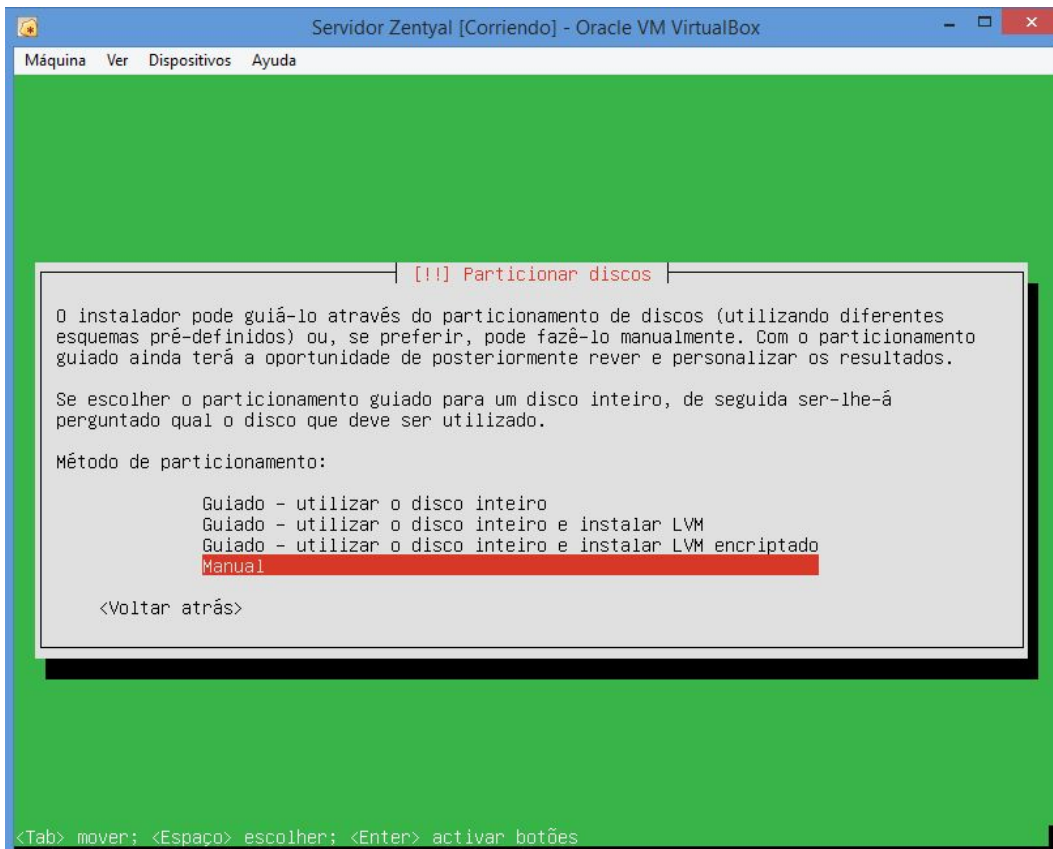 Servidor Zentyal [Corriendo] - Oracle VM VirtualBox
Máquina Ver Dispositivos Ayuda
[!!] Particionar discos
O instalador pode guiá-lo através do particionamento de discos (utilizando diferentes
esquemas pré-definidos) ou, se preferir, pode fazê-lo manualmente. Com o particionamento
guiado ainda terá a oportunidade de posteriormente rever e personalizar os resultados.
Se escolher o particionamento guiado para um disco inteiro, de seguida ser-lhe-á
perguntado qual o disco que deve ser utilizado.
Método de particionamento:
Guiado - utilizar o disco inteiro
Guiado - utilizar o disco inteiro e instalar LVM
Guiado - utilizar o disco inteiro e instalar LVM encriptado
Manual
<Voltar atrás>
<Tab> mover; <Espaço> escolher; <Enter> activar botões